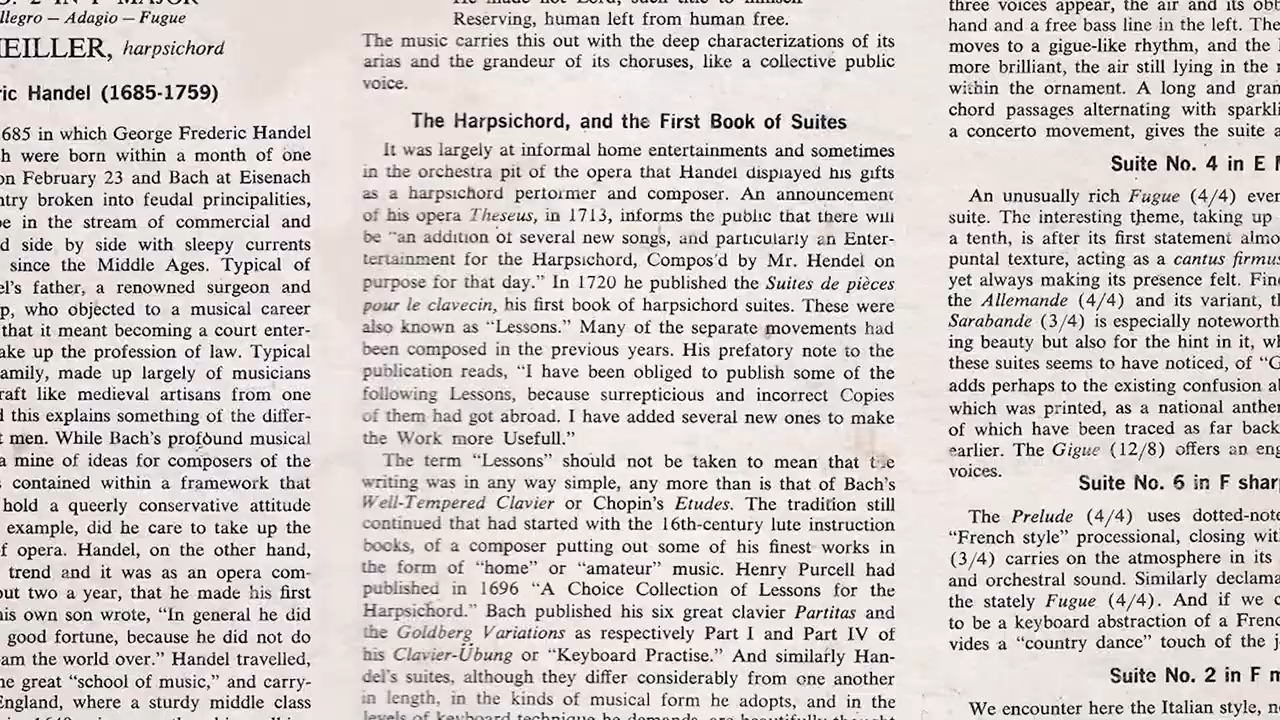 O. 2 IN F MAJOR
llegro — Adagio — Fugue
EILLER, harpsichord
ric Handel (1685-1759)
685 in which George Frederic Handel
h were born within a month of one
on February 23 and Bach at Eisenach
ntry broken into feudal principalities,
be in the stream of commercial and
d side by side with sleepy currents
since the Middle Ages. Typical of
el's father, a renowned surgeon and
p, who objected to a musical career
that it meant becoming a court enter-
ake up the profession of law. Typical
family, made up largely of musicians
raft like medieval artisans from one
d this explains something of the differ-
t men. While Bach's profound musical
a mine of ideas for composers of the
s contained within a framework that
hold a queerly conservative attitude
example, did he care to take up the
of opera. Handel, on the other hand,
trend and it was as an opera com-
out two a year, that he made his first
his own son wrote, "In general he did
good fortune, because he did not do
am the world over." Handel travelled,
he great "school of music," and carry-
England, where a sturdy middle class
He made not Lord; such title to himself
Reserving, human left from human free.
The music carries this out with the deep characterizations of its
arias and the grandeur of its choruses, like a collective public
voice.
The Harpsichord, and the First Book of Suites
It was largely at informal home entertainments and sometimes
in the orchestra pit of the opera that Handel displayed his gifts
as a harpsichord performer and composer. An announcement
of his opera Theseus, in 1713, informs the public that there will
be "an addition of several new songs, and particularly an Enter-
tertainment for the Harpsichord, Compos'd by Mr. Hendel on
purpose for that day." In 1720 he published the Suites de pièces
pour le clavecin, his first book of harpsichord suites. These were
also known as "Lessons." Many of the separate movements had
been composed in the previous years. His prefatory note to the
publication reads, "I have been obliged to publish some of the
following Lessons, because surrepticious and incorrect Copies
of them had got abroad. I have added several new ones to make
the Work more Usefull."
The term "Lessons" should not be taken to mean that the
writing was in any way simple, any more than is that of Bach's
Well-Tempered Clavier or Chopin's Etudes. The tradition still
continued that had started with the 16th-century lute instruction
books, of a composer putting out some of his finest works in
the form of "home" or "amateur" music. Henry Purcell had
published in 1696 "A Choice Collection of Lessons for the
Harpsichord." Bach published his six great clavier Partitas and
the Goldberg Variations as respectively Part I and Part IV of
his Clavier-Übung or "Keyboard Practise." And similarly Han-
del's suites, although they differ considerably from one another
in length, in the kinds of musical form he adopts, and in the
levels of keyboard technique he demands, are beautifully thought
three voices appear, the air and its ob
hand and a free bass line in the left. The
moves to a gigue-like rhythm, and the
more brilliant, the air still lying in the
within the ornament. A long and gran
chord passages alternating with sparkli
a concerto movement, gives the suite a
Suite No. 4 in E
An unusually rich Fugue (4/4) ever
suite. The interesting theme, taking up
a tenth, is after its first statement almo
puntal texture, acting as a cantus firmus
yet always making its presence felt. Fine
the Allemande (4/4) and its variant, th
Sarabande (3/4) is especially noteworth
ing beauty but also for the hint in it, wh
these suites seems to have noticed, of "G
adds perhaps to the existing confusion a
which was printed, as a national anthe
of which have been traced as far back
earlier. The Gigue (12/8) offers an eng
voices.
Suite No. 6 in F shar
The Prelude (4/4) uses dotted-note
"French style" processional, closing wit
(3/4) carries on the atmosphere in its
and orchestral sound. Similarly declama
the stately Fugue (4/4). And if we c
to be a keyboard abstraction of a Frenc
vides a "country dance" touch of the j
Suite No. 2 in F m
We encounter here the Italian style, n